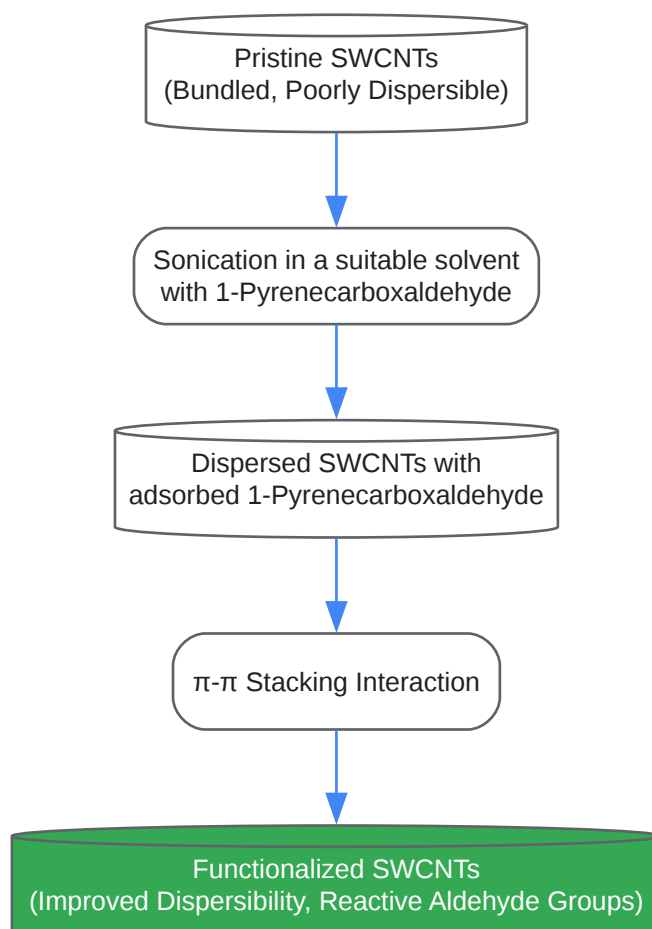 Pristine SWCNTs
(Bundled, Poorly Dispersible)
Sonication in a suitable solvent
with 1-Pyrenecarboxaldehyde
Dispersed SWCNTs with
adsorbed 1-Pyrenecarboxaldehyde
π-π Stacking Interaction
Functionalized SWCNTs
(Improved Dispersibility, Reactive Aldehyde Groups)